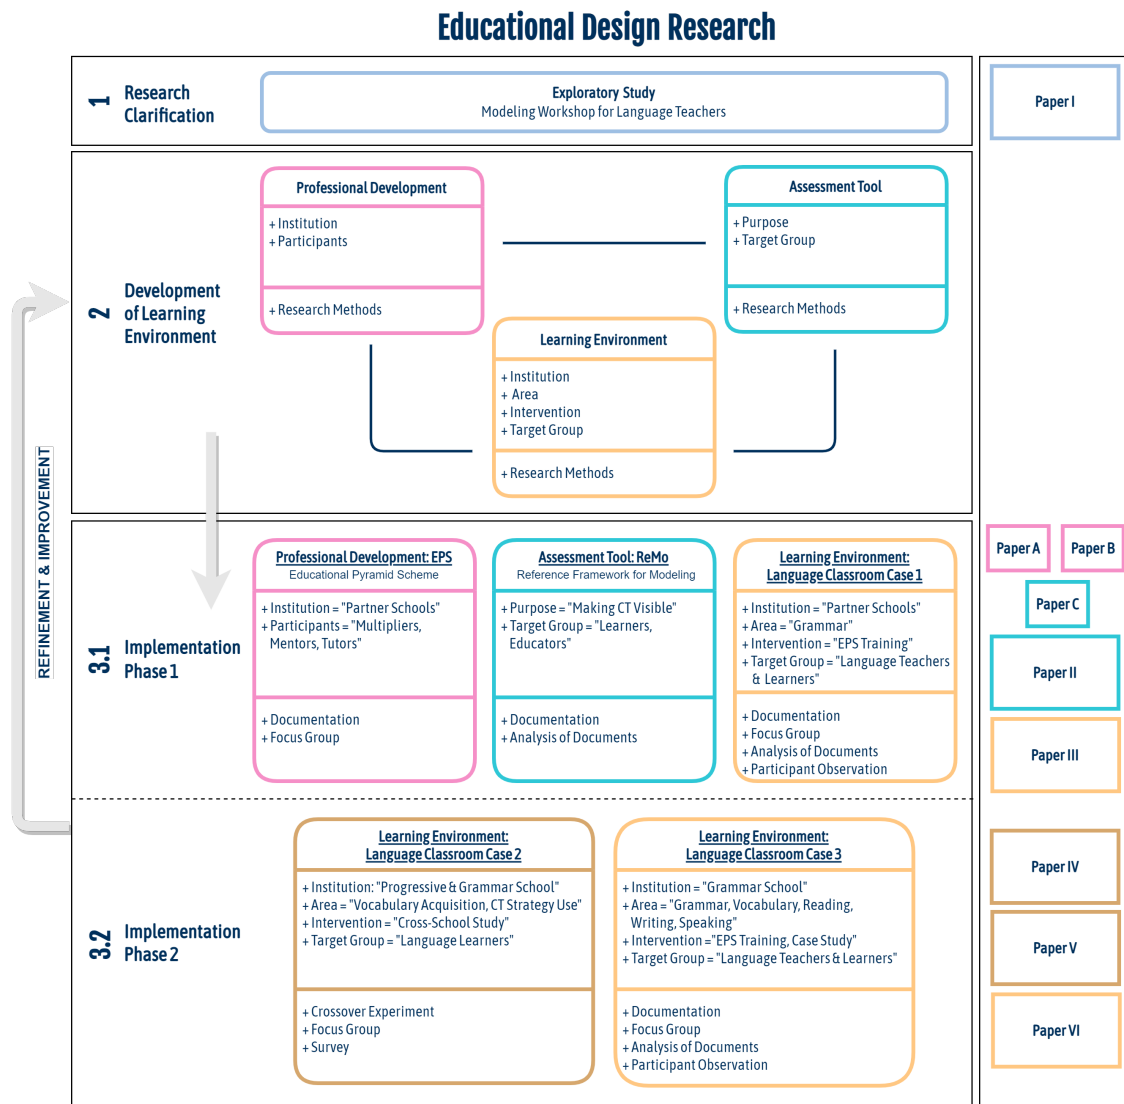 Educational Design Research
1
Research
Clarification
Exploratory Study
Modeling Workshop for Language Teachers
Paper I
2
Development
of Learning
Environment
Professional Development
+ Institution
+ Participants
+ Research Methods
Assessment Tool
+ Purpose
+ Target Group
+ Research Methods
Learning Environment
+ Institution
+ Area
+ Intervention
+ Target Group
+ Research Methods
REFINEMENT & IMPROVEMENT
3.1
Implementation
Phase 1
Professional Development: EPS
Educational Pyramid Scheme
+ Institution = "Partner Schools"
+ Participants = "Multipliers,
Mentors, Tutors"
+ Documentation
+ Focus Group
Assessment Tool: ReMo
Reference Framework for Modeling
+ Purpose = "Making CT Visible"
+ Target Group = "Learners,
Educators"
+ Documentation
+ Analysis of Documents
Learning Environment:
Language Classroom Case 1
+ Institution = "Partner Schools"
+ Area = "Grammar"
+ Intervention = "EPS Training"
+ Target Group = "Language Teachers
& Learners"
+ Documentation
+ Focus Group
+ Analysis of Documents
+ Participant Observation
Paper A
Paper B
Paper C
Paper II
Paper III
3.2
Implementation
Phase 2
Learning Environment:
Language Classroom Case 2
+ Institution: "Progressive & Grammar School"
+ Area = "Vocabulary Acquisition, CT Strategy Use"
+ Intervention = "Cross-School Study"
+ Target Group = "Language Learners"
+ Crossover Experiment
+ Focus Group
+ Survey
Learning Environment:
Language Classroom Case 3
+ Institution = "Grammar School"
+ Area = "Grammar, Vocabulary, Reading,
Writing, Speaking"
+ Intervention ="EPS Training, Case Study"
+ Target Group = "Language Teachers & Learners"
+ Documentation
+ Focus Group
+ Analysis of Documents
+ Participant Observation
Paper IV
Paper V
Paper VI